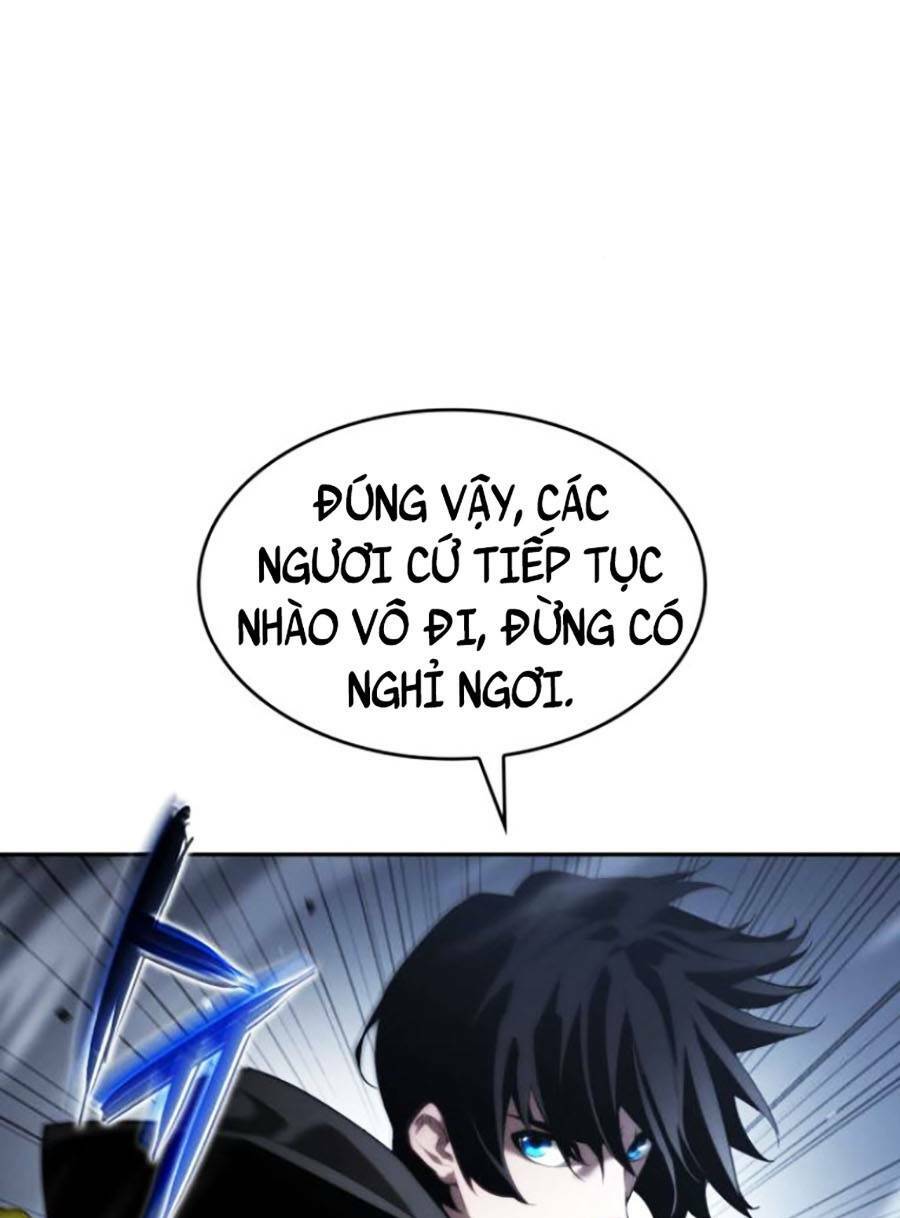 ĐÚNG VẬY, CÁC
NGƯƠI CỨ TIẾP TỤC
NHÀO VÔ ĐI, ĐỪNG CÓ
NGHỈ NGƠI.